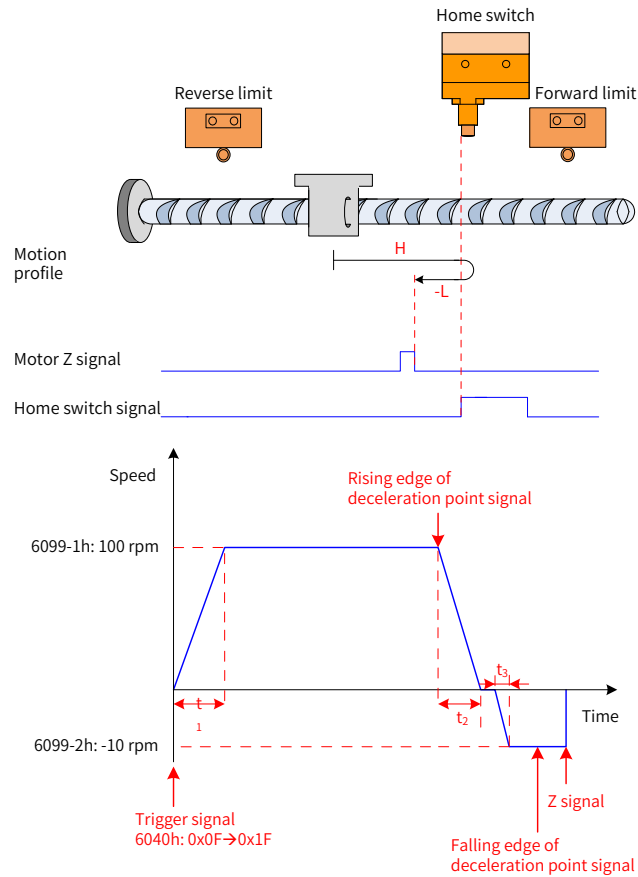 Home switch
Reverse limit
Forward limit
Motion
profile
H
-L
Motor Z signal
Home switch signal
Speed
Rising edge of
deceleration point signal
6099-1h: 100 rpm
t1
t2
t3
Time
6099-2h: -10 rpm
Z signal
Trigger signal
6040h: 0x0F→0x1F
Falling edge of
deceleration point signal